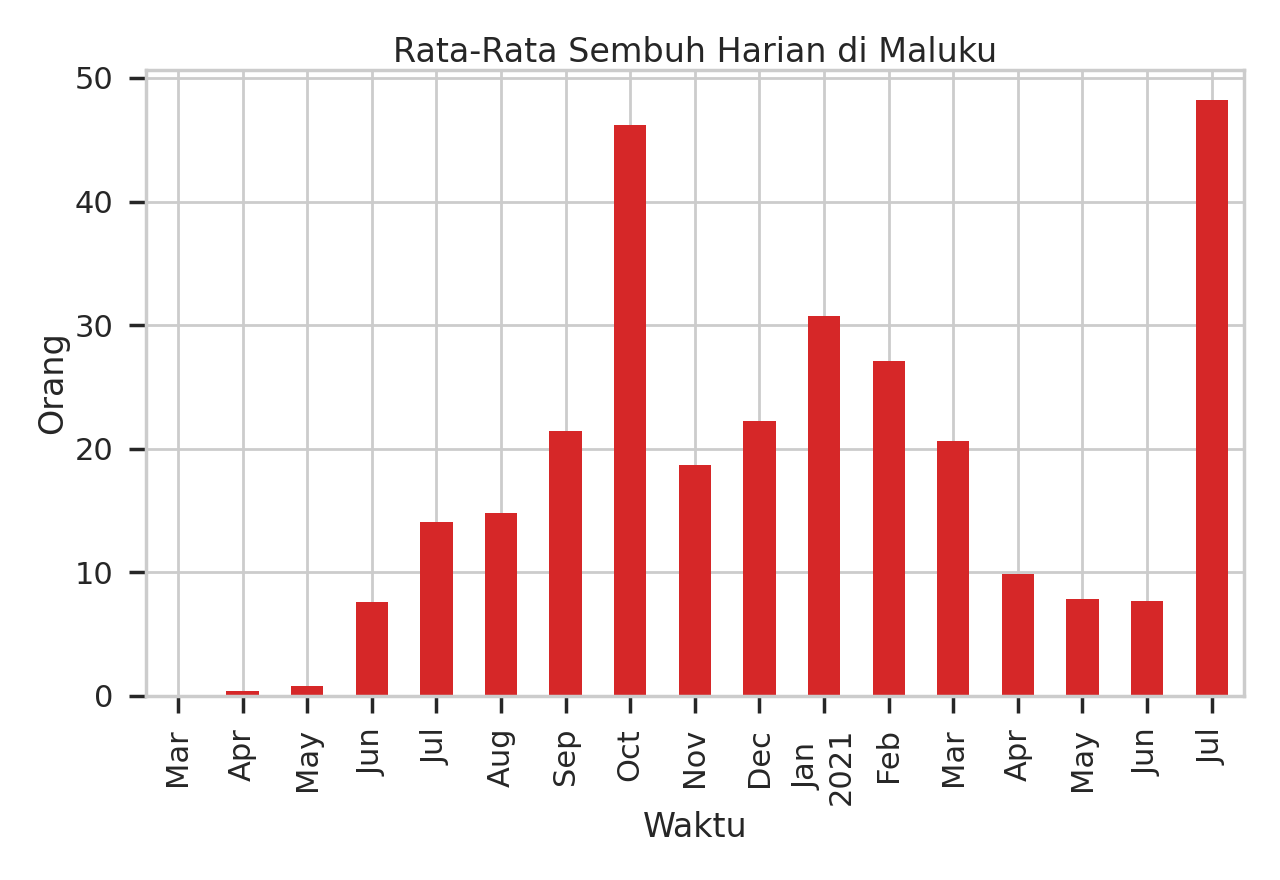 Rata-Rata Sembuh Harian di Maluku
50
40
30
20
10
0
Orang
Mar
Apr
May
Jun
Jul
Aug
Sep
Oct
Nov
Dec
Jan
2021
Feb
Mar
Apr
May
Jun
Jul
Waktu